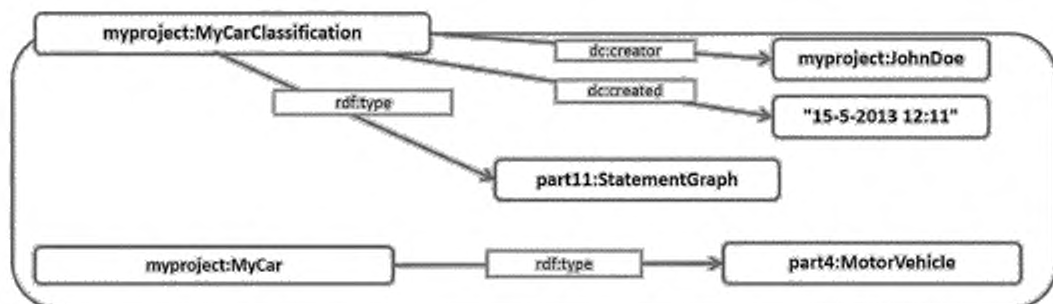 myproject:MyCarClassification
dc:creator
myproject:JohnDoe
dc:created
rdf:type
"15-5-2013 12:11"
part11:StatementGraph
myproject:MyCar
rdf:type
part4:MotorVehicle